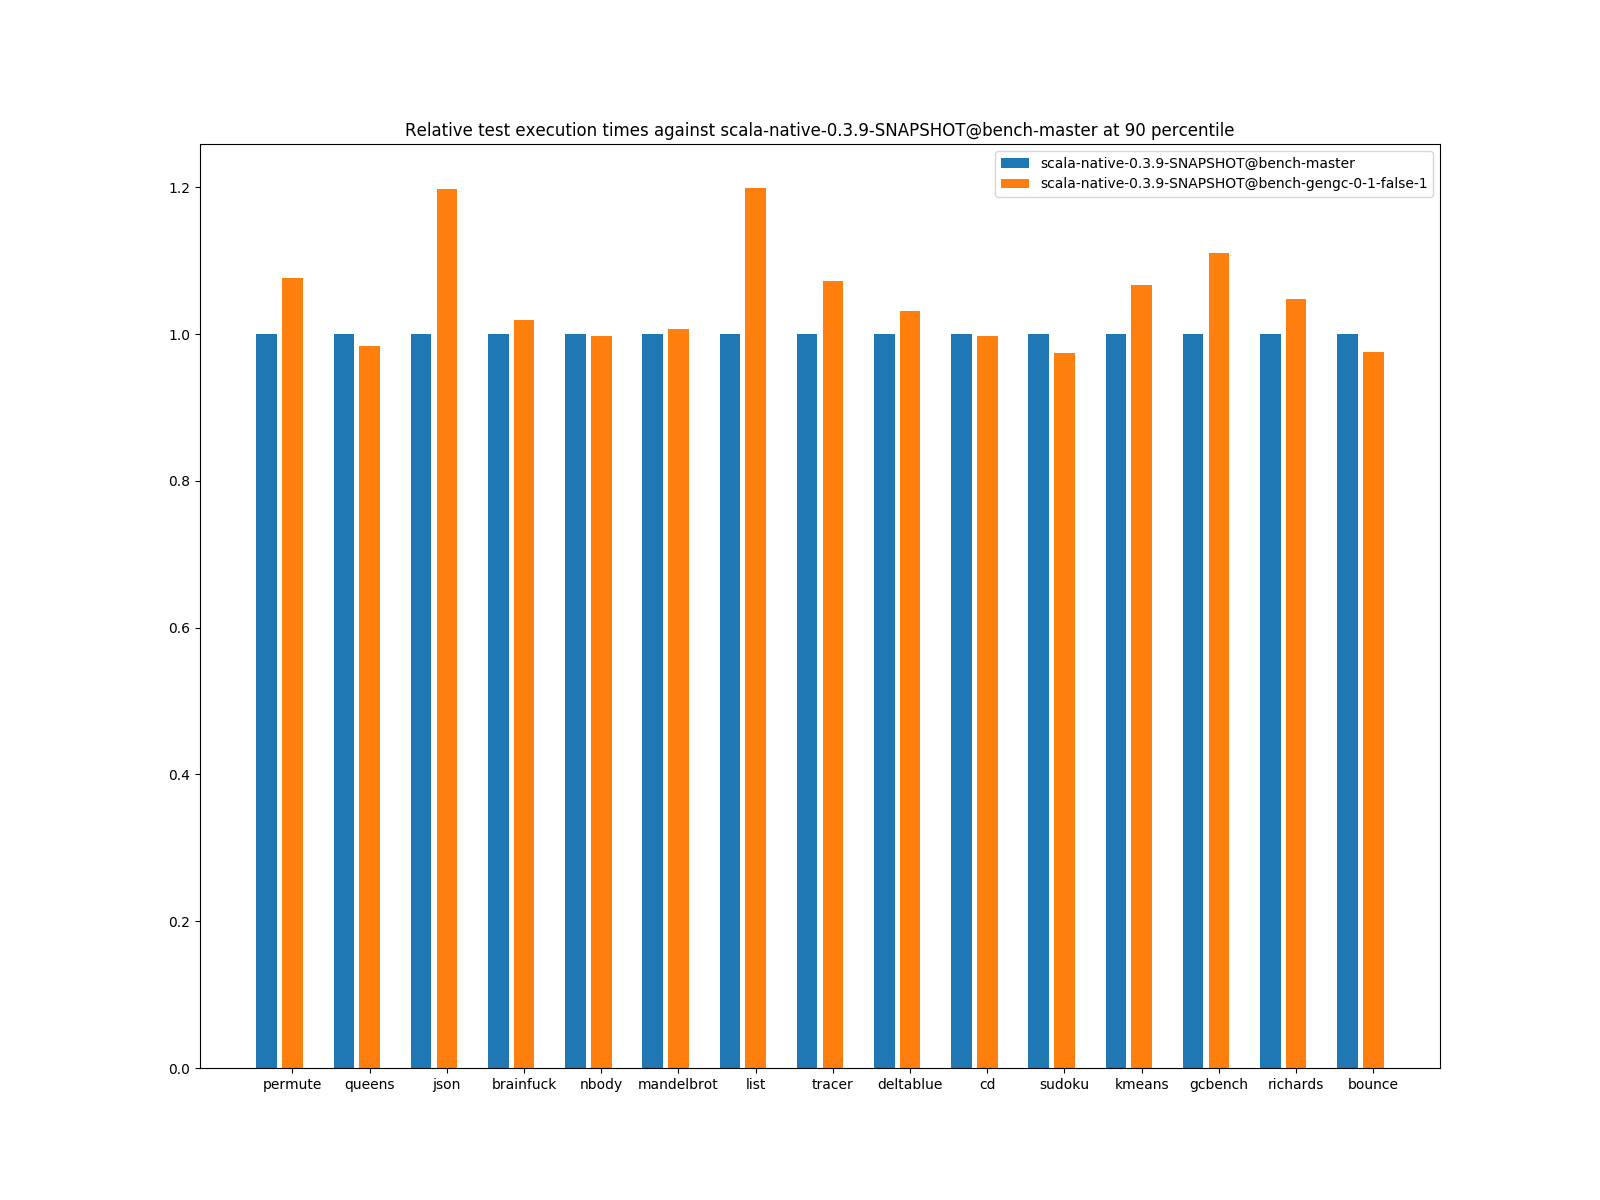 Relative test execution times against scala-native-0.3.9-SNAPSHOT@bench-master at 90 percentile
scala-native-0.3.9-SNAPSHOT@bench-master
scala-native-0.3.9-SNAPSHOT@bench-gengc-0-1-false-1
1.2
1.0
0.8
0.6
0.4
0.2
0.0
permute queens json brainfuck nbody mandelbrot list tracer deltablue cd sudoku kmeans gcbench richards bounce